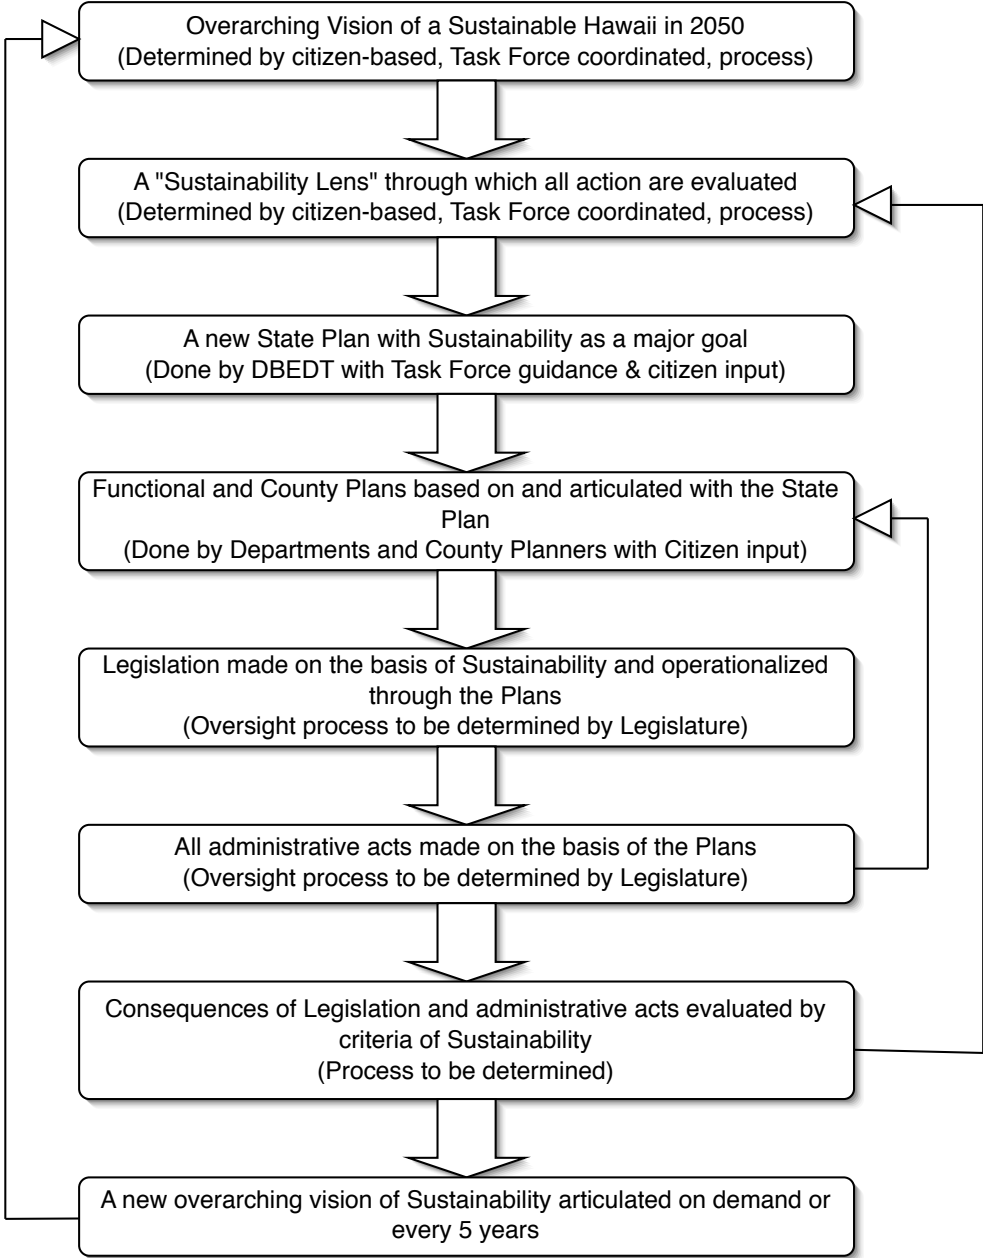 Overarching Vision of a Sustainable Hawaii in 2050
(Determined by citizen-based, Task Force coordinated, process)
A "Sustainability Lens" through which all action are evaluated
(Determined by citizen-based, Task Force coordinated, process)
A new State Plan with Sustainability as a major goal
(Done by DBEDT with Task Force guidance & citizen input)
Functional and County Plans based on and articulated with the State
Plan
(Done by Departments and County Planners with Citizen input)
Legislation made on the basis of Sustainability and operationalized
through the Plans
(Oversight process to be determined by Legislature)
All administrative acts made on the basis of the Plans
(Oversight process to be determined by Legislature)
Consequences of Legislation and administrative acts evaluated by
criteria of Sustainability
(Process to be determined)
A new overarching vision of Sustainability articulated on demand or
every 5 years